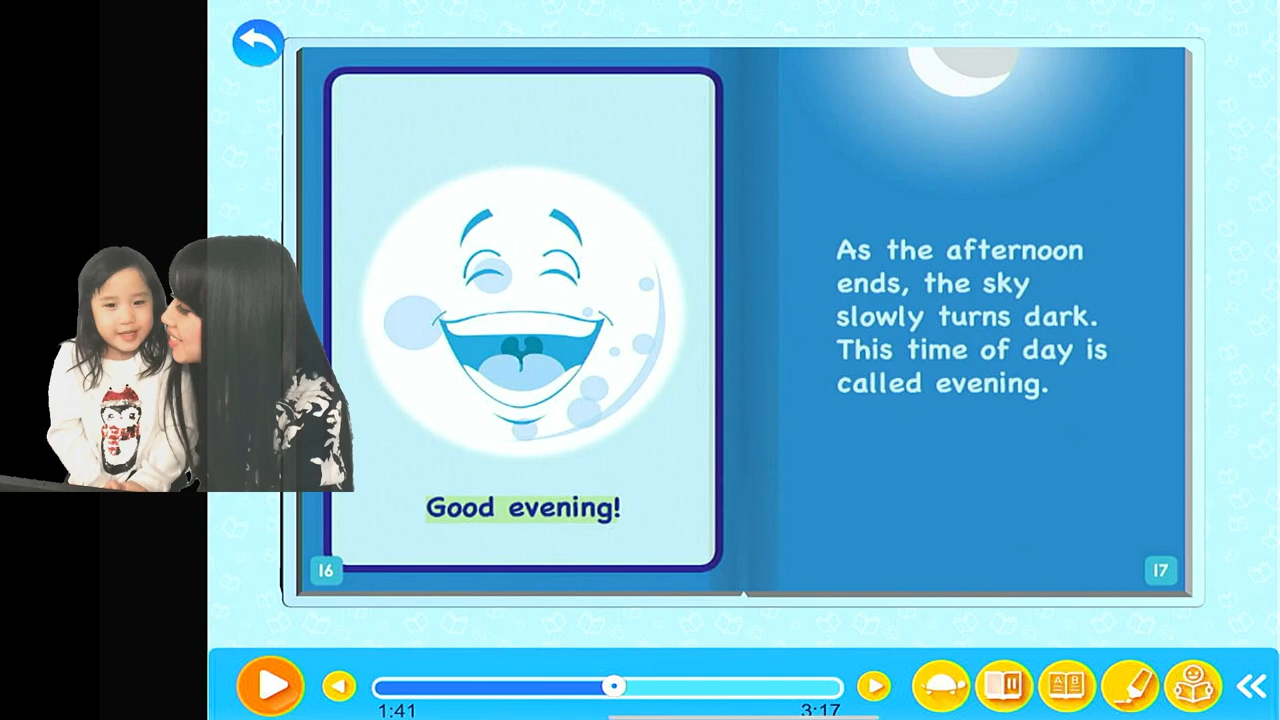 Good evening!
16
As the afternoon
ends, the sky
slowly turns dark.
This time of day is
called evening.
17
1:41
3:17
A B